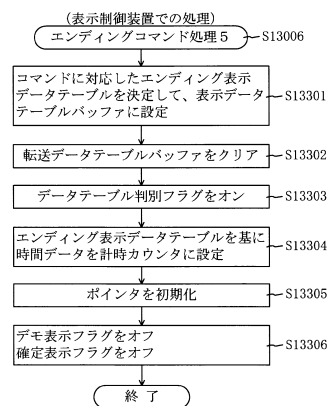 (表示制御装置での処理)
エンディングコマンド処理5
S13006
コマンドに対応したエンディング表示
データテーブルを決定して、表示データ
テーブルバッファに設定
S13301
転送データテーブルバッファをクリア
S13302
データテーブル判別フラグをオン
S13303
エンディング表示データテーブルを基に
時間データを計時カウンタに設定
S13304
ポインタを初期化
S13305
デモ表示フラグをオフ
確定表示フラグをオフ
S13306
終了